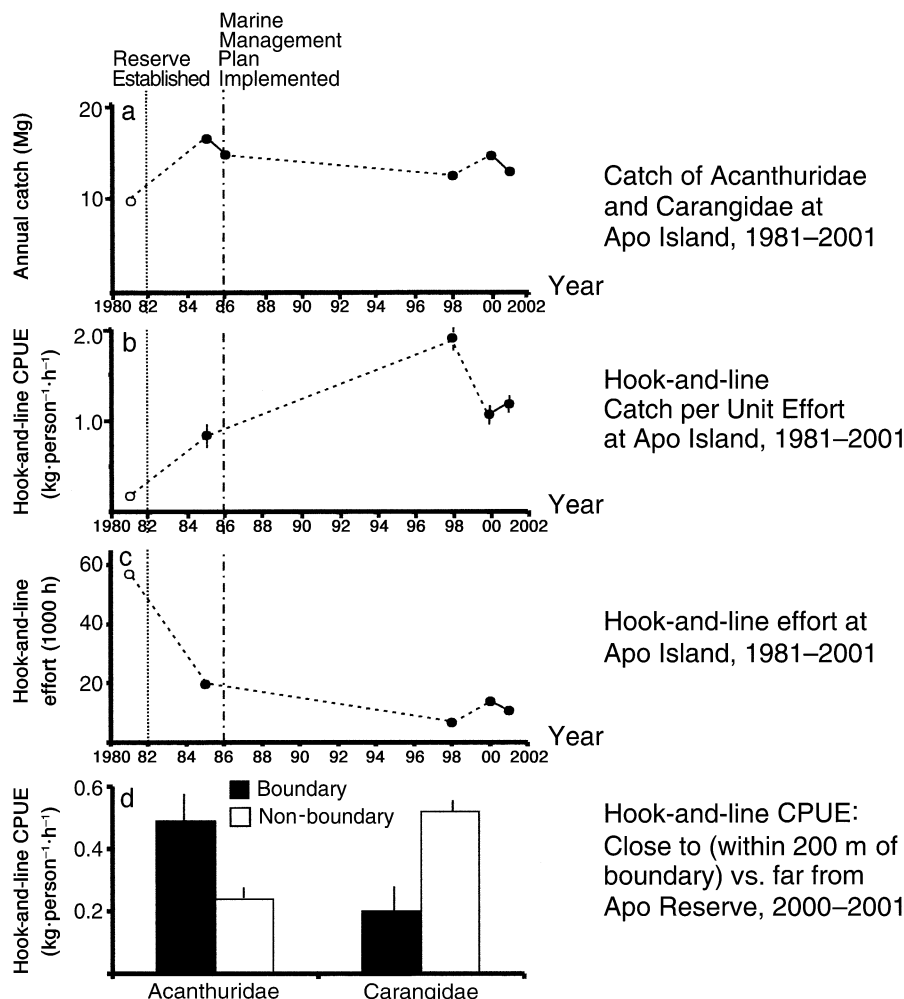 Marine
Management
Reserve Plan
Established Implemented
a
Annual catch (Mg)
20
10
1980 82 84 86 88 90 92 94 96 98 00 2002
Year
Catch of Acanthuridae
and Carangidae at
Apo Island, 1981–2001
b
Hook-and-line CPUE
(kg·person⁻¹·h⁻¹)
2.0
1.0
1980 82 84 86 88 90 92 94 96 98 00 2002
Year
Hook-and-line
Catch per Unit Effort
at Apo Island, 1981–2001
c
Hook-and-line
effort (1000 h)
60
40
20
1980 82 84 86 88 90 92 94 96 98 00 2002
Year
Hook-and-line effort at
Apo Island, 1981–2001
d
Hook-and-line CPUE
(kg·person⁻¹·h⁻¹)
0.6
0.4
0.2
Boundary
Non-boundary
Acanthuridae Carangidae
Hook-and-line CPUE:
Close to (within 200 m of
boundary) vs. far from
Apo Reserve, 2000–2001